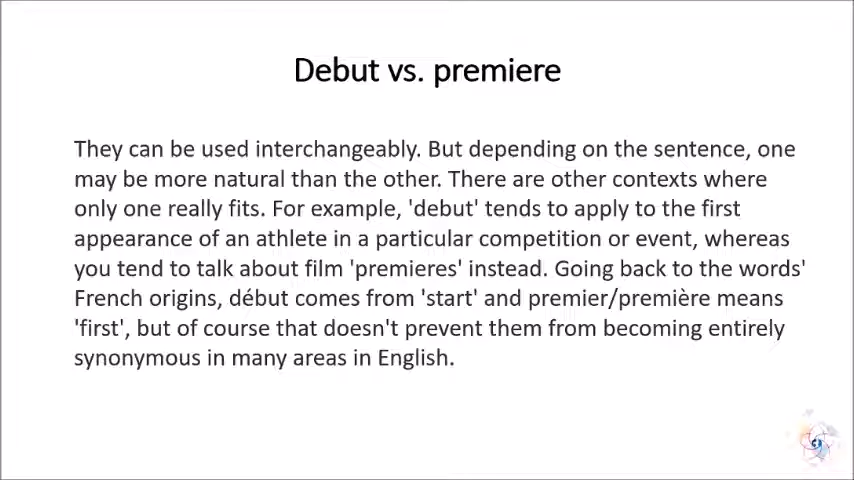 Debut vs. premiere
They can be used interchangeably. But depending on the sentence, one
may be more natural than the other. There are other contexts where
only one really fits. For example, 'debut' tends to apply to the first
appearance of an athlete in a particular competition or event, whereas
you tend to talk about film 'premieres' instead. Going back to the words'
French origins, début comes from 'start' and premier/première means
'first', but of course that doesn't prevent them from becoming entirely
synonymous in many areas in English.